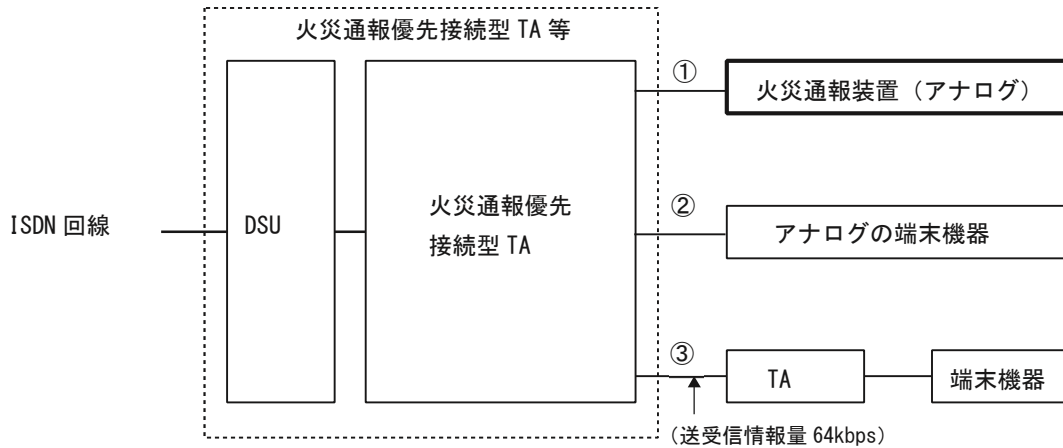 火災通報優先接続型 TA 等
①
火災通報装置（アナログ）
ISDN 回線
DSU
火災通報優先
接続型 TA
②
アナログの端末機器
③
TA
端末機器
（送受信情報量 64kbps）